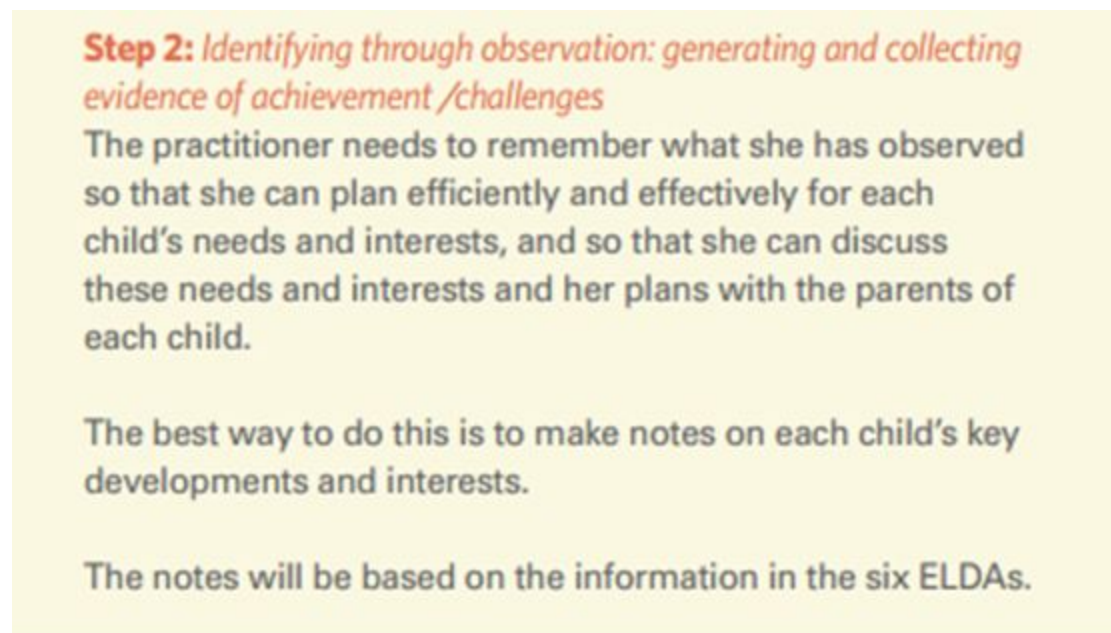 Step 2: Identifying through observation: generating and collecting
evidence of achievement /challenges
The practitioner needs to remember what she has observed
so that she can plan efficiently and effectively for each
child's needs and interests, and so that she can discuss
these needs and interests and her plans with the parents of
each child.
The best way to do this is to make notes on each child's key
developments and interests.
The notes will be based on the information in the six ELDAs.